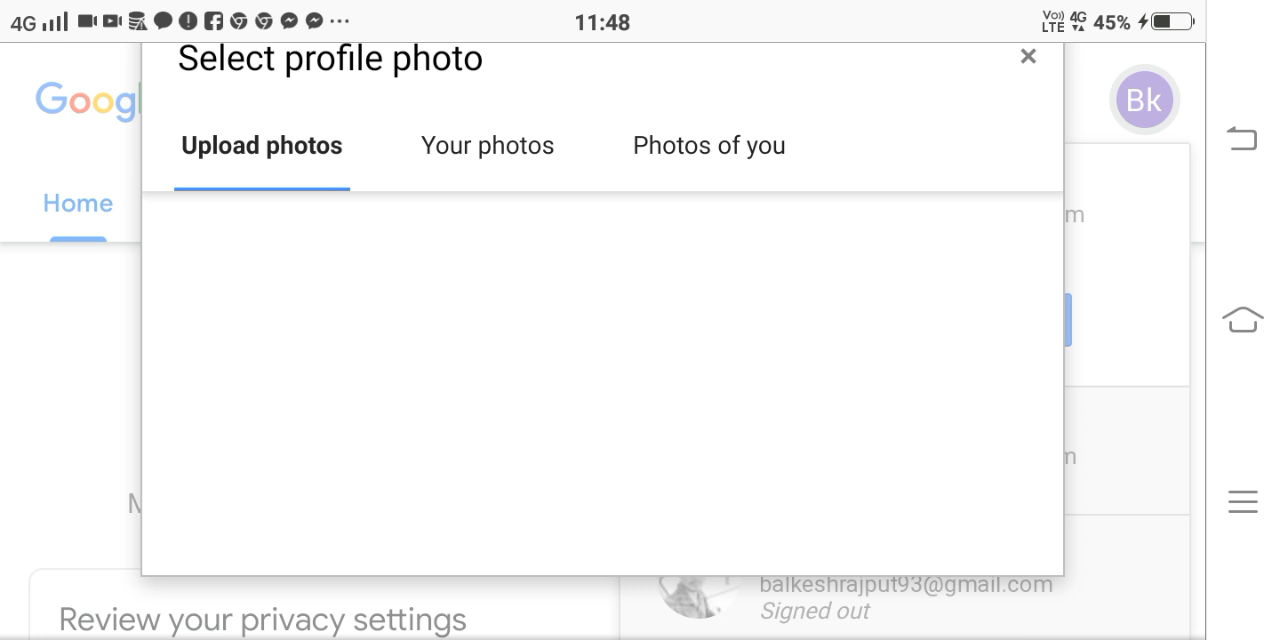 4G 11:48 Vo)) LTE 4G 45%
Select profile photo ×
Goog Bk
Upload photos Your photos Photos of you
Home
m
m
M
balkeshrajput93@gmail.com
Signed out
Review your privacy settings